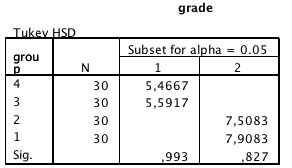 grade
Tukey HSD
group N Subset for alpha = 0.05
1 2
4 30 5,4667
3 30 5,5917
2 30 7,5083
1 30 7,9083
Sig. ,993 ,827